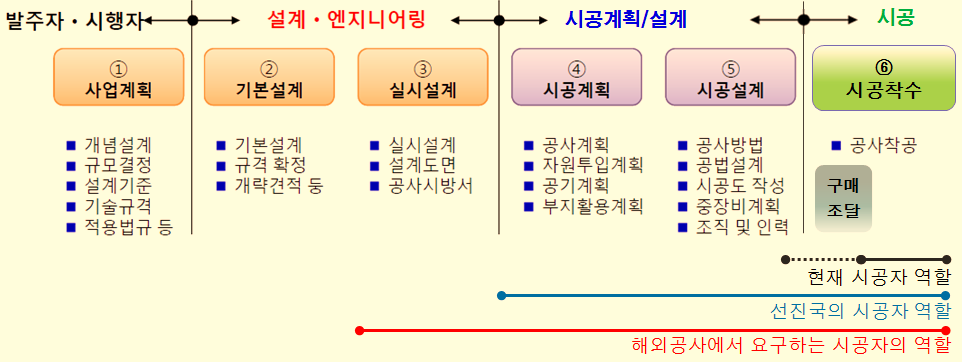 발주자・시행자
설계・엔지니어링
시공계획/설계
시공
①
사업계획
②
기본설계
③
실시설계
④
시공계획
⑤
시공설계
⑥
시공착수
개념설계
규모결정
설계기준
기술규격
적용법규 등
기본설계
규격 확정
개략견적 둥
실시설계
설계도면
공사시방서
공사계획
자원투입계획
공기계획
부지활용계획
공사방법
공법설계
시공도 작성
중장비계획
조직 및 인력
공사착공
구매
조달
현재 시공자 역할
선진국의 시공자 역할
해외공사에서 요구하는 시공자의 역할